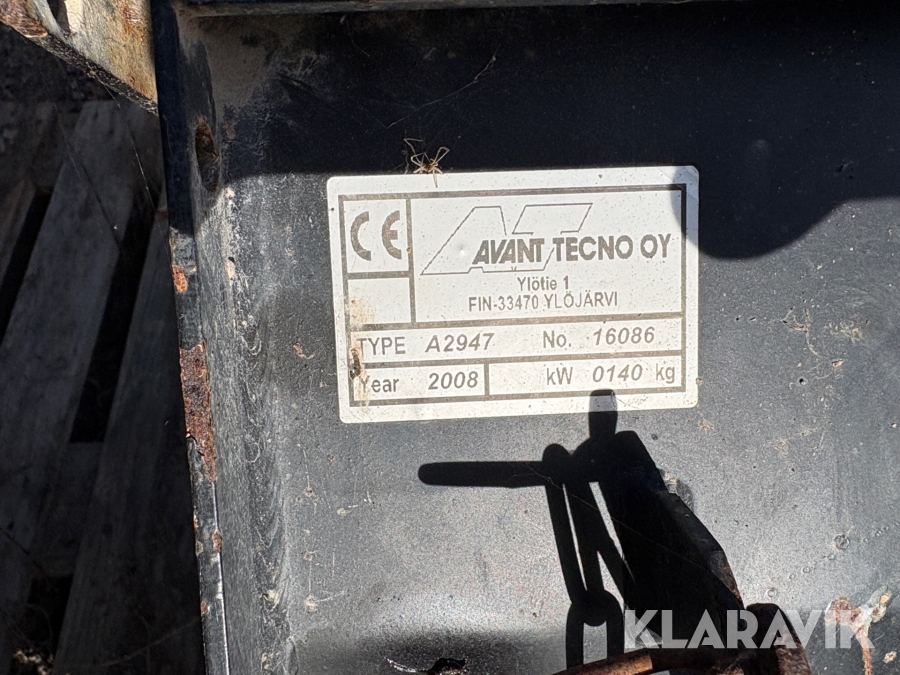 CE
AVANT TECNO OY
Ylötie 1
FIN-33470 YLÖJÄRVI
TYPE A2947 No. 16086
Year 2008 kW 0140 kg
KLARAVIK